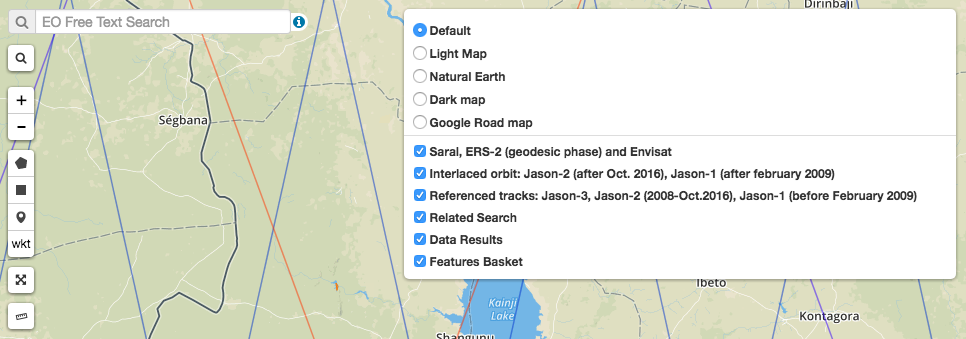 Dirinbaji
EO Free Text Search
Default
Light Map
Natural Earth
Dark map
Google Road map
Saral, ERS-2 (geodesic phase) and Envisat
Interlaced orbit: Jason-2 (after Oct. 2016), Jason-1 (after february 2009)
Referenced tracks: Jason-3, Jason-2 (2008-Oct.2016), Jason-1 (before February 2009)
Related Search
Data Results
Features Basket
+
-
Ségbana
wkt
Ibeto
Kainji
Lake
Kontagora
Shangunu